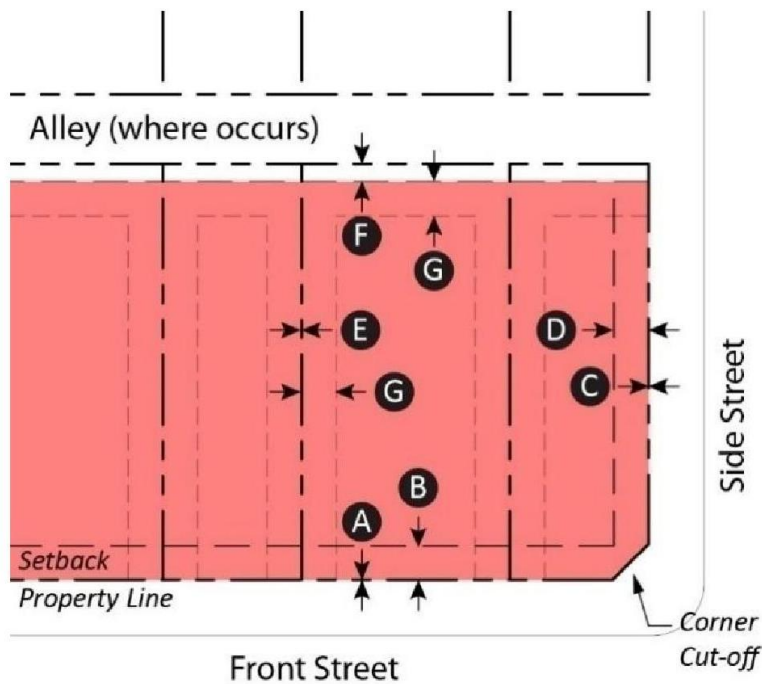 Alley (where occurs)
F
G
E
D
G
C
Side Street
B
A
Setback
Property Line
Corner
Cut-off
Front Street